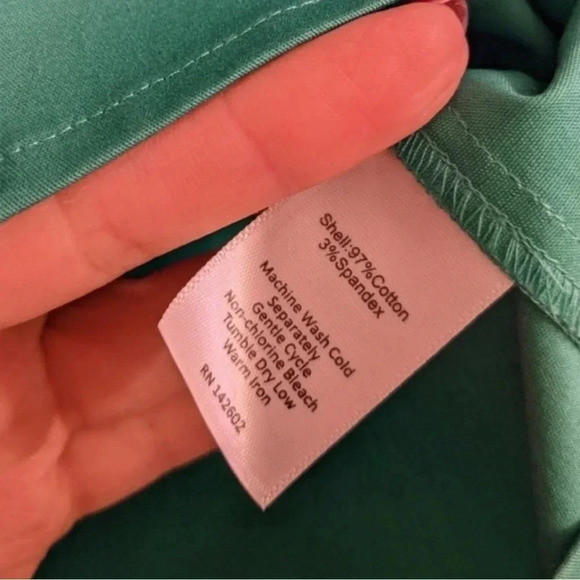 Shell:97%Cotton
3%Spandex
Machine Wash Cold
Separately
Gentle Cycle
Non-chlorine Bleach
Tumble Dry Low
Warm Iron
RN 142602